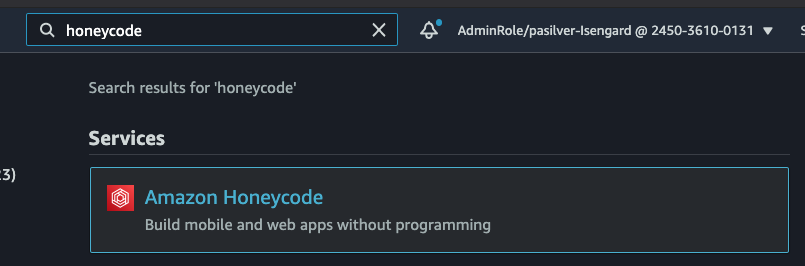 honeycode
AdminRole/pasilver-Isengard @ 2450-3610-0131
Search results for 'honeycode'
Services
23)
Amazon Honeycode
Build mobile and web apps without programming